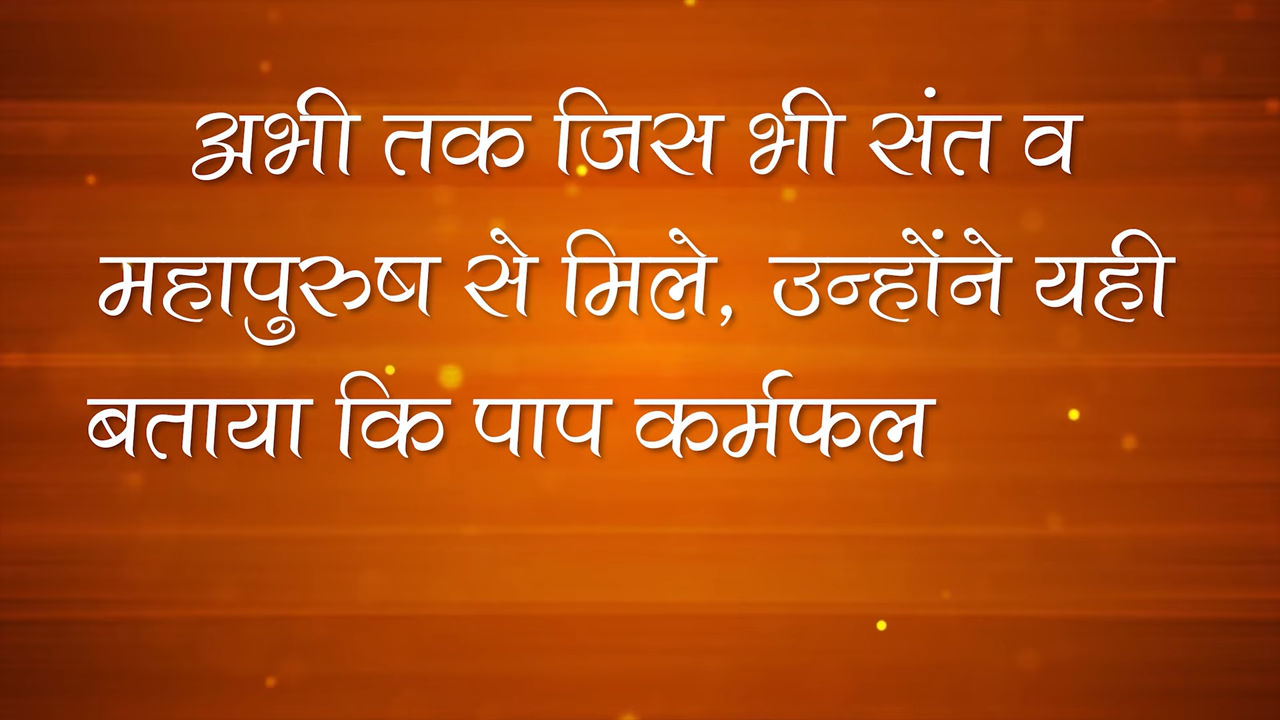 अभी तक जिस भी संत व
महापुरुष से मिले, उन्होंने यही
बताया कि पाप कर्मफल